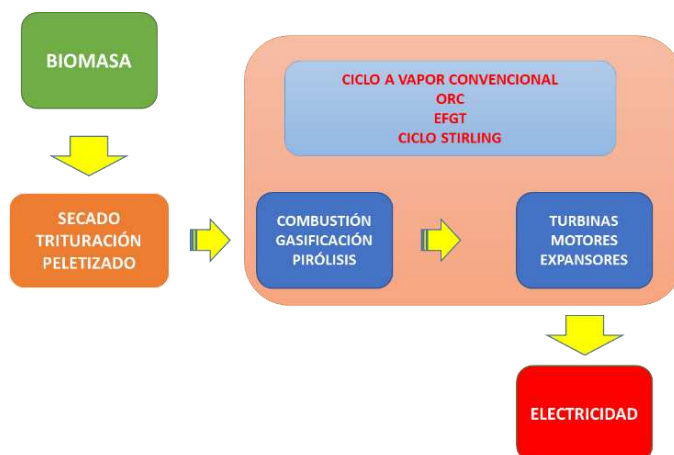 BIOMASA
CICLO A VAPOR CONVENCIONAL
ORC
EFGT
CICLO STIRLING
SECADO
TRITURACIÓN
PELETIZADO
COMBUSTIÓN
GASIFICACIÓN
PIRÓLISIS
TURBINAS
MOTORES
EXPANSORES
ELECTRICIDAD